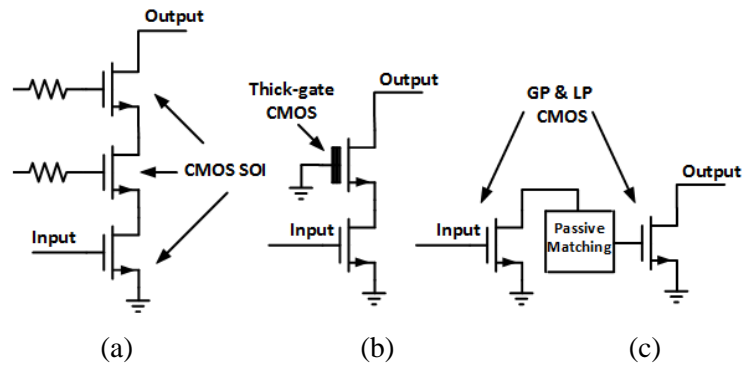 Output
CMOS SOI
Input
(a)
Thick-gate
CMOS
Output
Input
(b)
GP & LP
CMOS
Output
Input
Passive
Matching
(c)